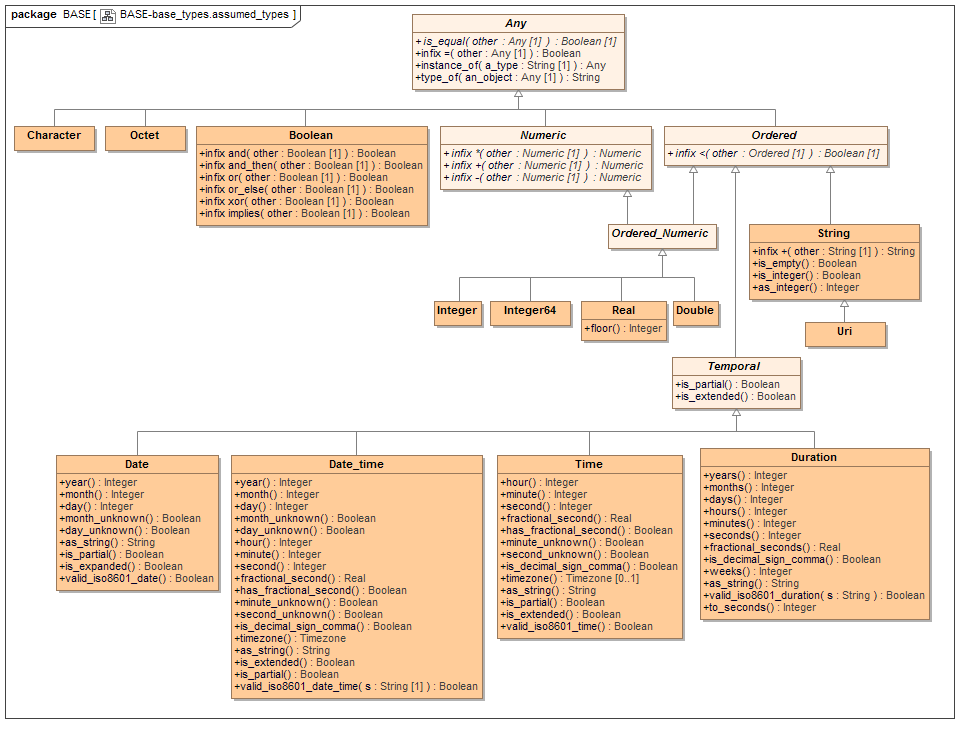 package BASE[ BASE-base_types.assumed_types ]
Any
+is_equal( other : Any [1] ) : Boolean [1]
+infix =( other : Any [1] ) : Boolean
+instance_of( a_type : String [1] ) : Any
+type_of( an_object : Any [1] ) : String
Character
Octet
Boolean
+infix and( other : Boolean [1] ) : Boolean
+infix and_then( other : Boolean [1] ) : Boolean
+infix or( other : Boolean [1] ) : Boolean
+infix or_else( other : Boolean [1] ) : Boolean
+infix xor( other : Boolean [1] ) : Boolean
+infix implies( other : Boolean [1] ) : Boolean
Numeric
+infix *( other : Numeric [1] ) : Numeric
+infix +( other : Numeric [1] ) : Numeric
+infix -( other : Numeric [1] ) : Numeric
Ordered
+infix <( other : Ordered [1] ) : Boolean [1]
Ordered_Numeric
String
+infix +( other : String [1] ) : String
+is_empty() : Boolean
+is_integer() : Boolean
+as_integer() : Integer
Integer
Integer64
Real
+floor() : Integer
Double
Uri
Temporal
+is_partial() : Boolean
+is_extended() : Boolean
Date
+year() : Integer
+month() : Integer
+day() : Integer
+month_unknown() : Boolean
+day_unknown() : Boolean
+as_string() : String
+is_partial() : Boolean
+is_expanded() : Boolean
+valid_iso8601_date() : Boolean
Date_time
+year() : Integer
+month() : Integer
+day() : Integer
+month_unknown() : Boolean
+day_unknown() : Boolean
+hour() : Integer
+minute() : Integer
+second() : Integer
+fractional_second() : Real
+has_fractional_second() : Boolean
+minute_unknown() : Boolean
+second_unknown() : Boolean
+is_decimal_sign_comma() : Boolean
+timezone() : Timezone
+as_string() : String
+is_extended() : Boolean
+is_partial() : Boolean
+valid_iso8601_date_time( s : String [1] ) : Boolean
Time
+hour() : Integer
+minute() : Integer
+second() : Integer
+fractional_second() : Real
+has_fractional_second() : Boolean
+minute_unknown() : Boolean
+second_unknown() : Boolean
+is_decimal_sign_comma() : Boolean
+timezone() : Timezone [0..1]
+as_string() : String
+is_partial() : Boolean
+is_extended() : Boolean
+valid_iso8601_time() : Boolean
Duration
+years() : Integer
+months() : Integer
+days() : Integer
+hours() : Integer
+minutes() : Integer
+seconds() : Integer
+fractional_seconds() : Real
+is_decimal_sign_comma() : Boolean
+weeks() : Integer
+as_string() : String
+valid_iso8601_duration( s : String ) : Boolean
+to_seconds() : Integer